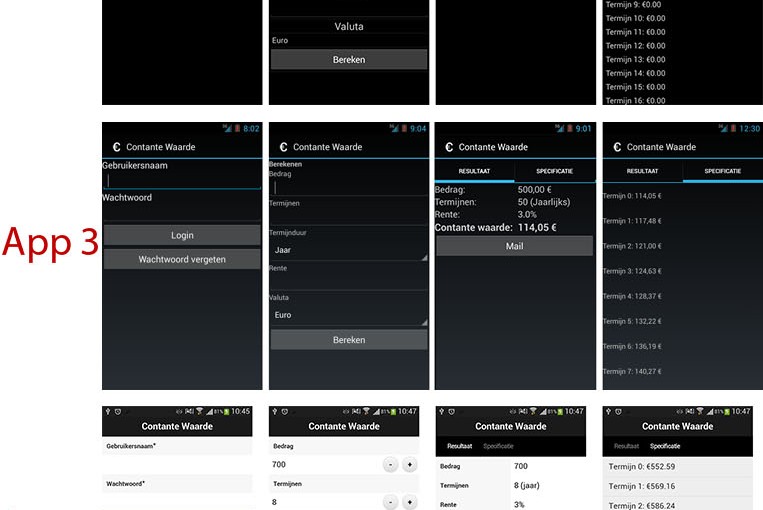 Valuta
Euro
Bereken
Termijn 9: €0.00
Termijn 10: €0.00
Termijn 11: €0.00
Termijn 12: €0.00
Termijn 13: €0.00
Termijn 14: €0.00
Termijn 15: €0.00
Termijn 16: €0.00
App 3
8:02
€ Contante Waarde
Gebruikersnaam
Wachtwoord
Login
Wachtwoord vergeten
9:04
€ Contante Waarde
Berekenen
Bedrag
Termijnen
Termijnduur
Jaar
Rente
Valuta
Euro
Bereken
9:01
€ Contante Waarde
RESULTAAT SPECIFICATIE
Bedrag: 500,00 €
Termijnen: 50 (Jaarlijks)
Rente: 3.0%
Contante waarde: 114,05 €
Mail
12:30
€ Contante Waarde
RESULTAAT SPECIFICATIE
Termijn 0: 114,05 €
Termijn 1: 117,48 €
Termijn 2: 121,00 €
Termijn 3: 124,63 €
Termijn 4: 128,37 €
Termijn 5: 132,22 €
Termijn 6: 136,19 €
Termijn 7: 140,27 €
81% 10:45
Contante Waarde
Gebruikersnaam*
Wachtwoord*
81% 10:47
Contante Waarde
Bedrag
700 - +
Termijnen
8 - +
81% 10:47
Contante Waarde
Resultaat Specificatie
Bedrag 700
Termijnen 8 (jaar)
Rente 3%
81% 10:47
Contante Waarde
Resultaat Specificatie
Termijn 0: €552.59
Termijn 1: €569.16
Termijn 2: €586.24